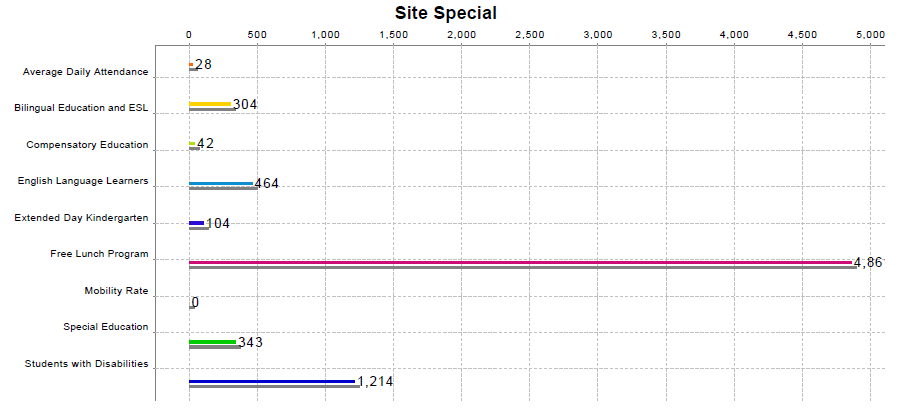 Site Special
0 500 1,000 1,500 2,000 2,500 3,000 3,500 4,000 4,500 5,000
Average Daily Attendance 28
Bilingual Education and ESL 304
Compensatory Education 42
English Language Learners 464
Extended Day Kindergarten 104
Free Lunch Program 4,86
Mobility Rate 0
Special Education 343
Students with Disabilities 1,214